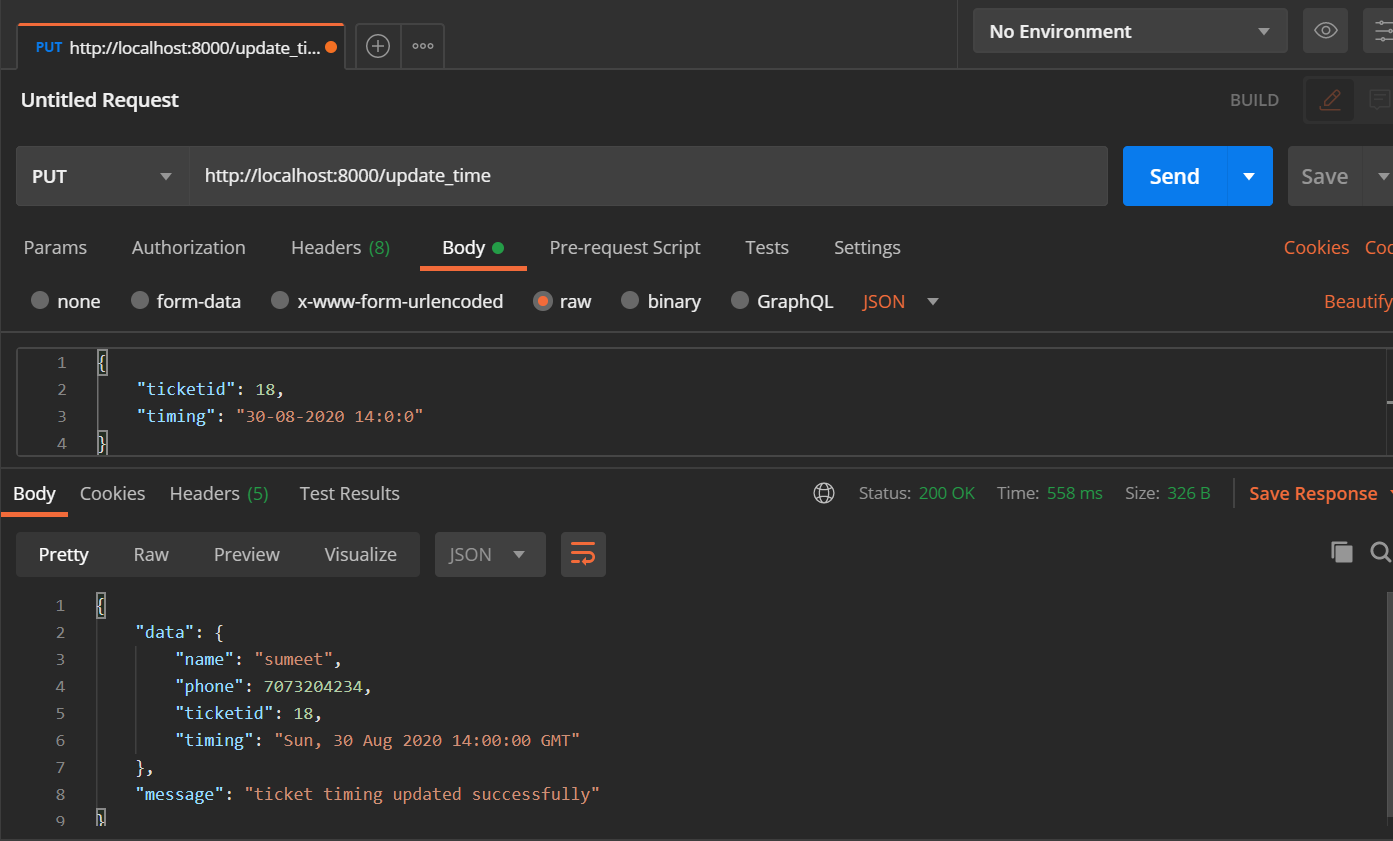 PUT http://localhost:8000/update_ti...
No Environment
Untitled Request
BUILD
PUT http://localhost:8000/update_time Send Save
Params Authorization Headers (8) Body Pre-request Script Tests Settings Cookies
none form-data x-www-form-urlencoded raw binary GraphQL JSON Beautify
1 {
2 "ticketid": 18,
3 "timing": "30-08-2020 14:0:0"
4 }
Body Cookies Headers (5) Test Results Status: 200 OK Time: 558 ms Size: 326 B Save Response
Pretty Raw Preview Visualize JSON
1 {
2 "data": {
3 "name": "sumeet",
4 "phone": 7073204234,
5 "ticketid": 18,
6 "timing": "Sun, 30 Aug 2020 14:00:00 GMT"
7 },
8 "message": "ticket timing updated successfully"
9 }